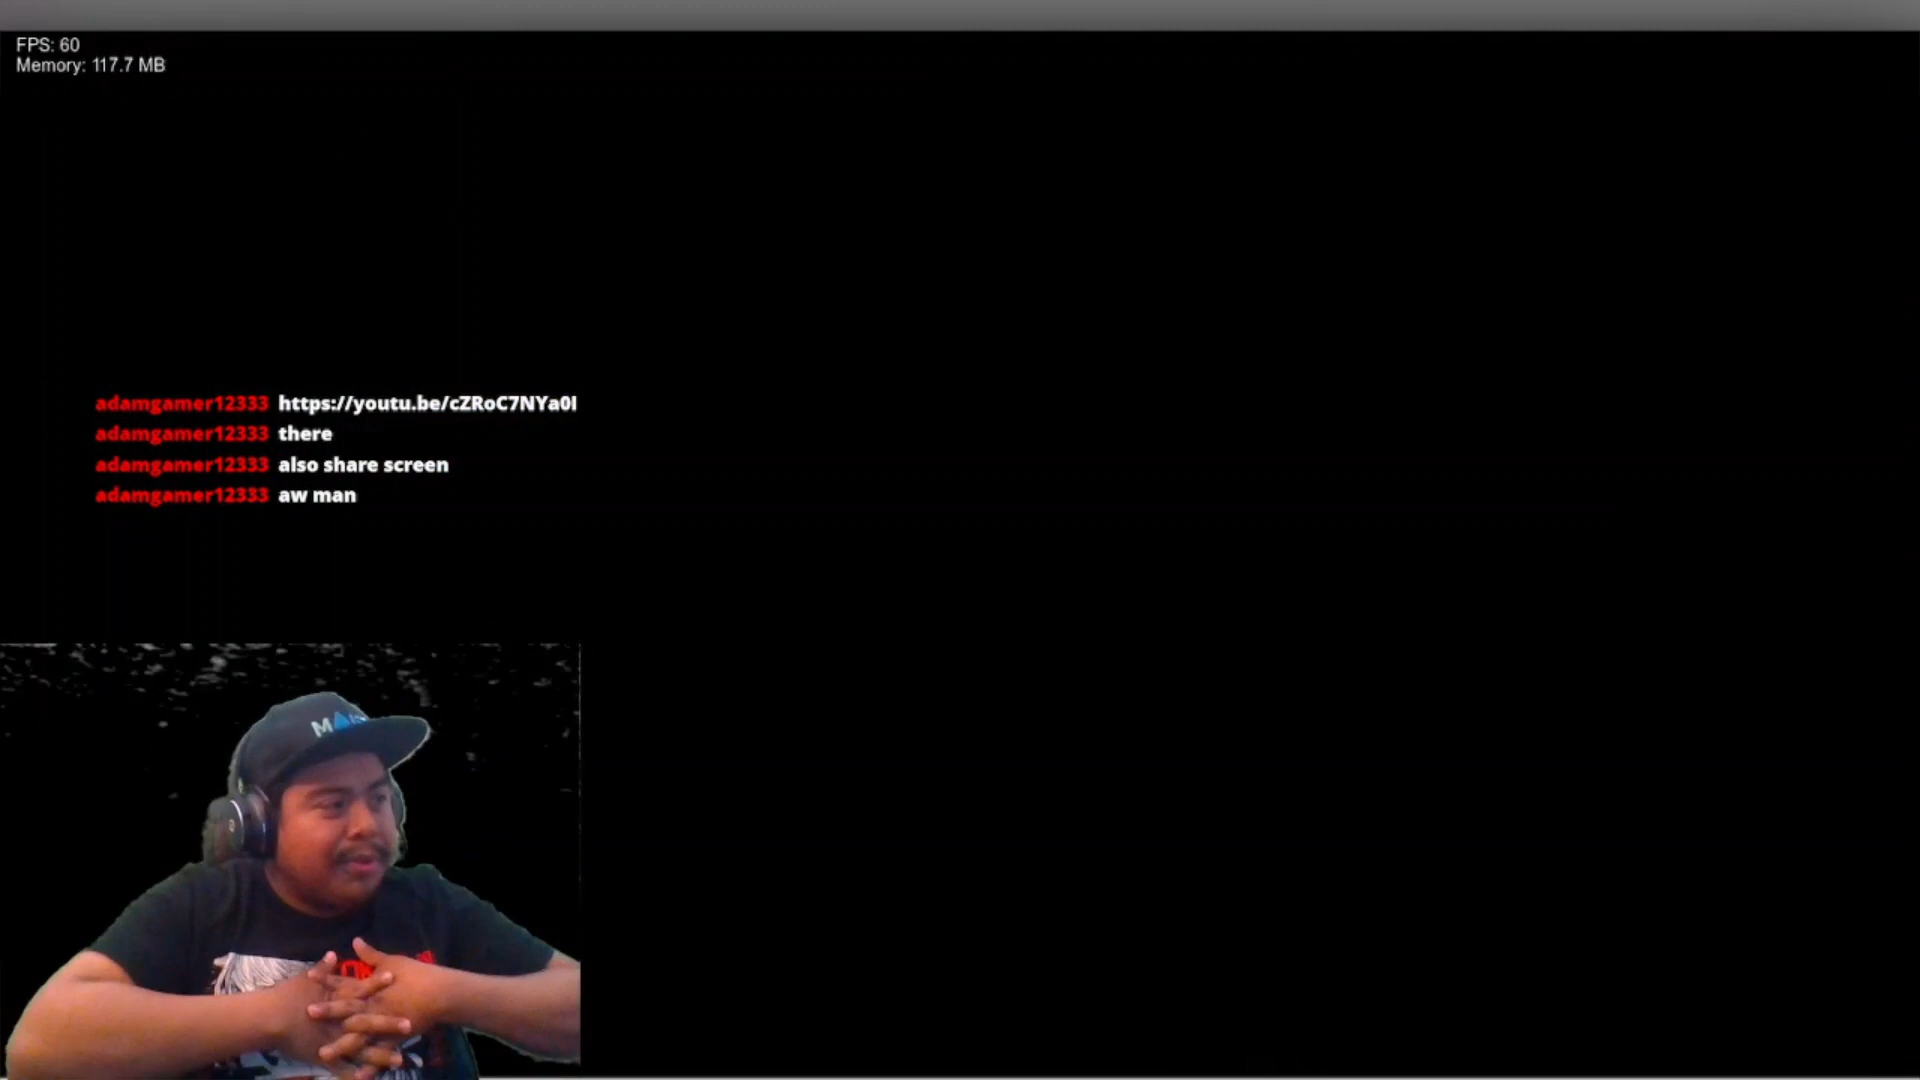 FPS: 60
Memory: 117.7 MB
adamgamer12333 https://youtu.be/cZRoC7NYa0I
adamgamer12333 there
adamgamer12333 also share screen
adamgamer12333 aw man